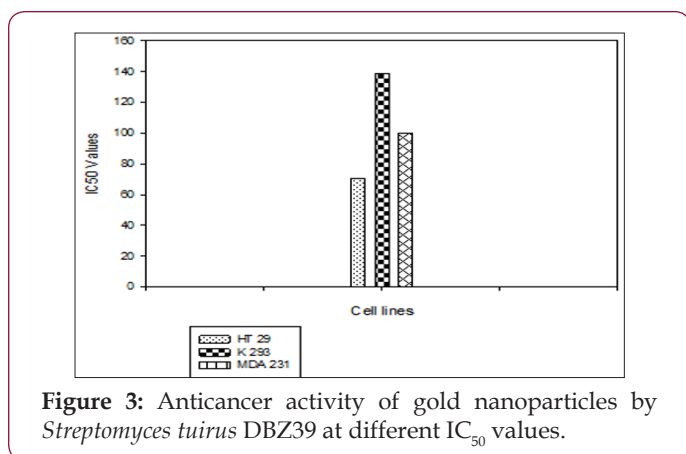 160
140
120
100
80
60
40
20
0
IC50 Values
Cell lines
HT 29
K 293
MDA 231
Figure 3: Anticancer activity of gold nanoparticles by
Streptomyces tuirus DBZ39 at different IC50 values.